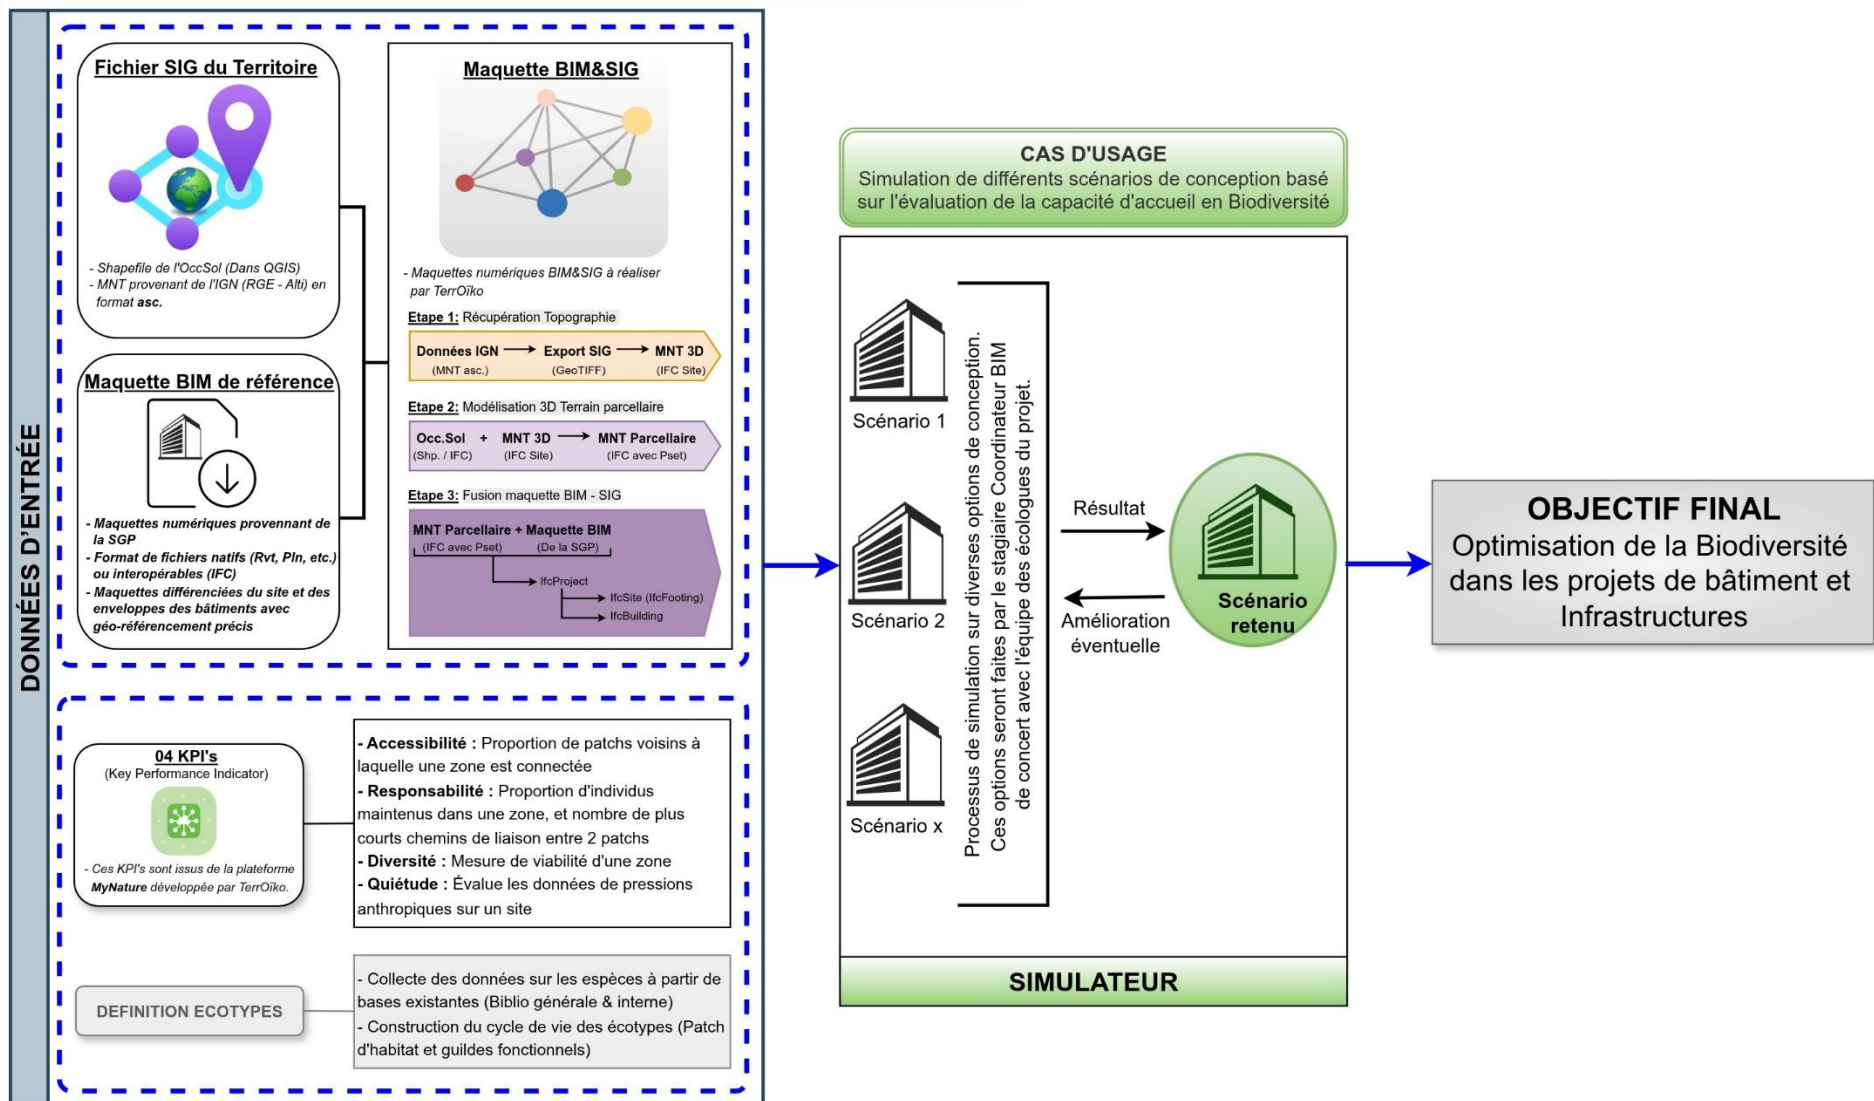 DONNÉES D'ENTRÉE
Fichier SIG du Territoire
- Shapefile de l'OccSol (Dans QGIS)
- MNT provenant de l'IGN (RGE - Alti) en
format asc.
Maquette BIM de référence
- Maquettes numériques provennant de
la SGP
- Format de fichiers natifs (Rvt, Pln, etc.)
ou interopérables (IFC)
- Maquettes différenciées du site et des
enveloppes des bâtiments avec
géo-référencement précis
Maquette BIM&SIG
- Maquettes numériques BIM&SIG à réaliser
par TerrOïko
Etape 1: Récupération Topographie
Données IGN Export SIG MNT 3D
(MNT asc.) (GeoTIFF) (IFC Site)
Etape 2: Modélisation 3D Terrain parcellaire
Occ.Sol + MNT 3D MNT Parcellaire
(Shp. / IFC) (IFC Site) (IFC avec Pset)
Etape 3: Fusion maquette BIM - SIG
MNT Parcellaire + Maquette BIM
(IFC avec Pset) (De la SGP)
IfcProject
IfcSite (IfcFooting)
IfcBuilding
04 KPI's
(Key Performance Indicator)
- Ces KPI's sont issus de la plateforme
MyNature développée par TerrOïko.
- Accessibilité : Proportion de patchs voisins à
laquelle une zone est connectée
- Responsabilité : Proportion d'individus
maintenus dans une zone, et nombre de plus
courts chemins de liaison entre 2 patchs
- Diversité : Mesure de viabilité d'une zone
- Quiétude : Évalue les données de pressions
anthropiques sur un site
DEFINITION ECOTYPES
- Collecte des données sur les espèces à partir de
bases existantes (Biblio générale & interne)
- Construction du cycle de vie des écotypes (Patch
d'habitat et guildes fonctionnels)
CAS D'USAGE
Simulation de différents scénarios de conception basé
sur l'évaluation de la capacité d'accueil en Biodiversité
Scénario 1
Scénario 2
Scénario x
Processus de simulation sur diverses options de conception.
Ces options seront faites par le stagiaire Coordinateur BIM
de concert avec l'équipe des écologues du projet.
Résultat
Amélioration
éventuelle
Scénario
retenu
SIMULATEUR
OBJECTIF FINAL
Optimisation de la Biodiversité
dans les projets de bâtiment et
Infrastructures